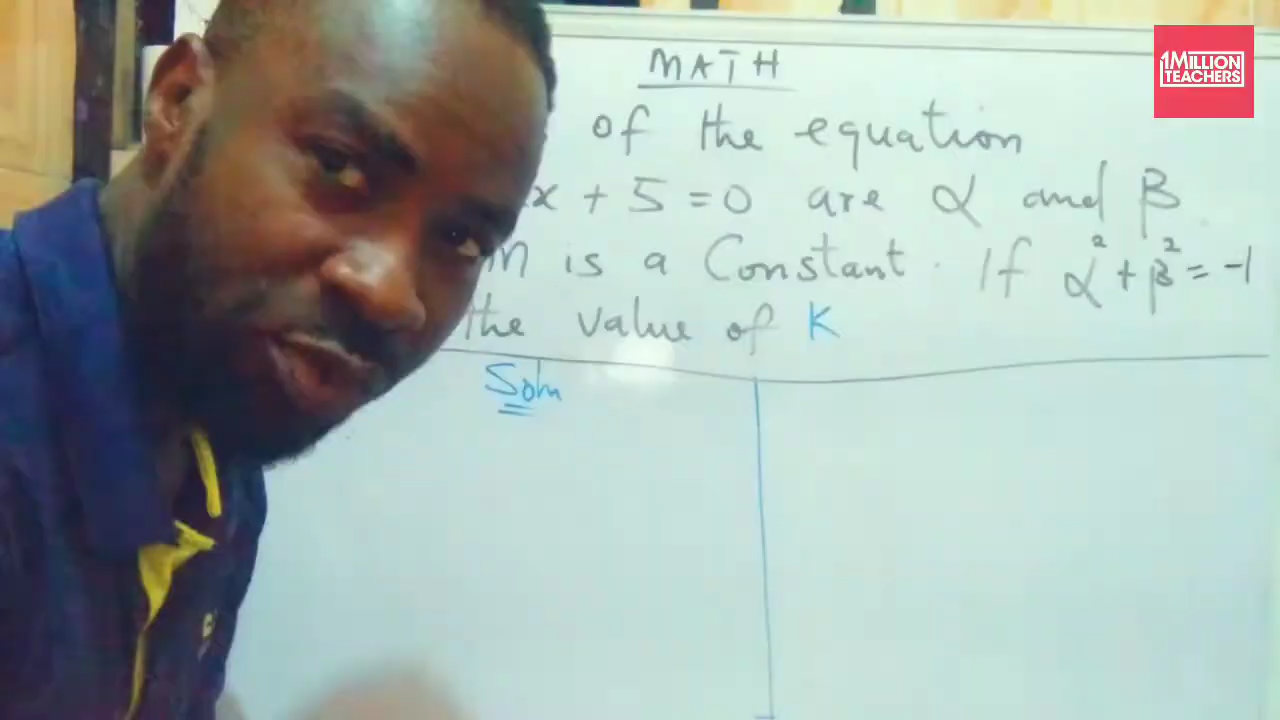 MATH
1MILLION
TEACHERS
of the equation
x + 5 = 0 are α and β
m is a Constant. If α² + β² = -1
the value of K
Soln